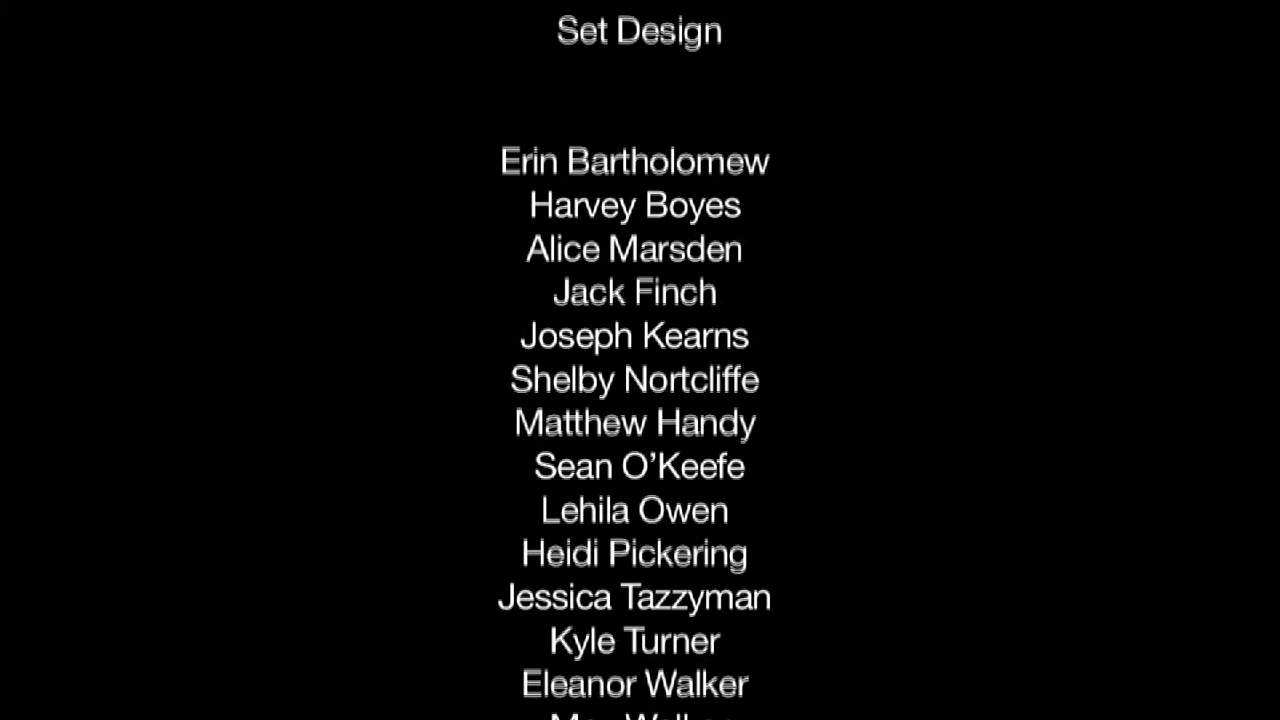 Set Design
Erin Bartholomew
Harvey Boyes
Alice Marsden
Jack Finch
Joseph Kearns
Shelby Nortcliffe
Matthew Handy
Sean O’Keefe
Lehila Owen
Heidi Pickering
Jessica Tazzyman
Kyle Turner
Eleanor Walker